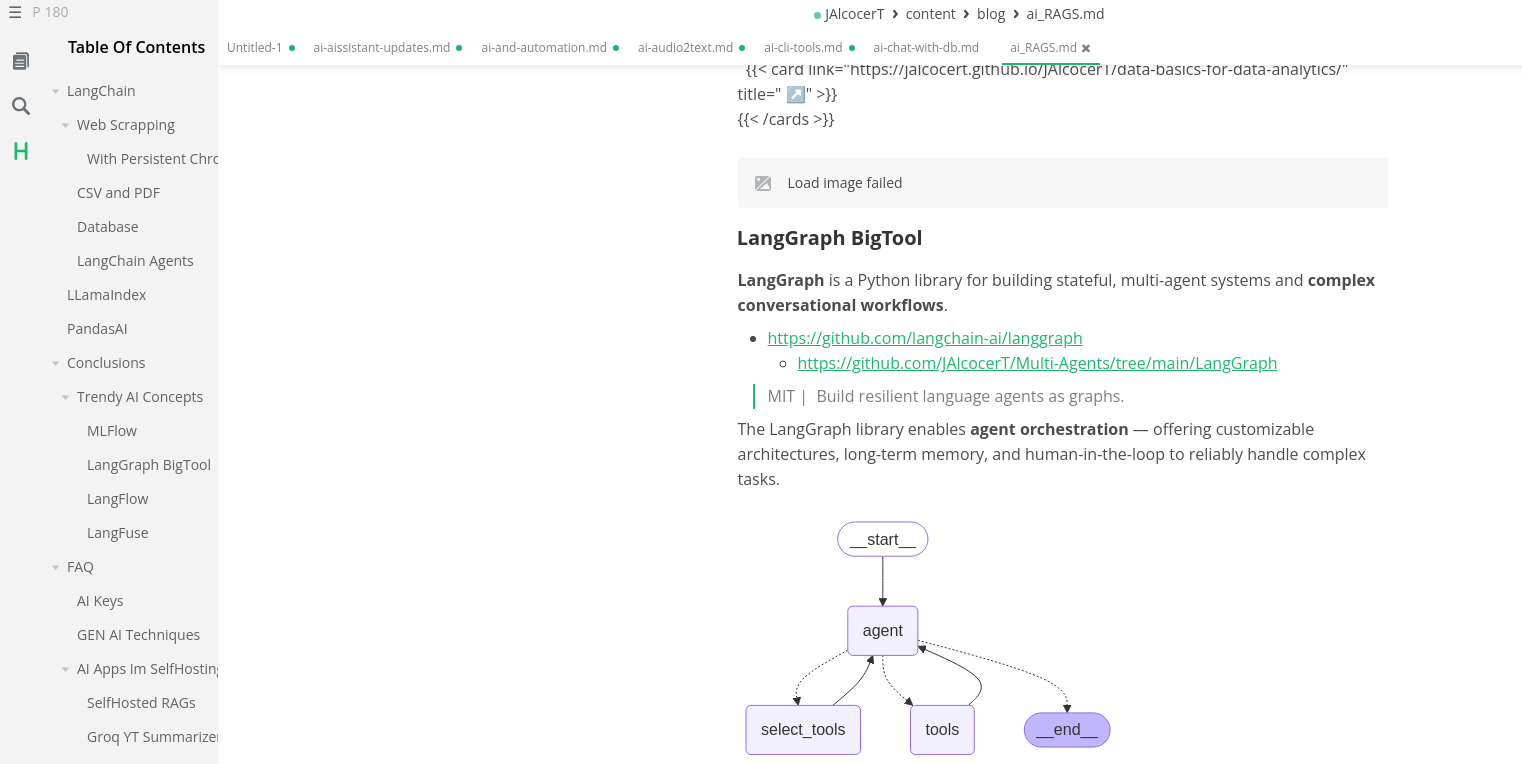 ☰ P 180
JAlcocerT › content › blog › ai_RAGS.md
Table Of Contents
Untitled-1
ai-aissistant-updates.md
ai-and-automation.md
ai-audio2text.md
ai-cli-tools.md
ai-chat-with-db.md
ai_RAGS.md
LangChain
Web Scrapping
With Persistent Chro
CSV and PDF
Database
LangChain Agents
LLamaIndex
PandasAI
Conclusions
Trendy AI Concepts
MLFlow
LangGraph BigTool
LangFlow
LangFuse
FAQ
AI Keys
GEN AI Techniques
AI Apps Im SelfHosting
SelfHosted RAGs
Groq YT Summarizer
H
{{< card link="https://jalcocert.github.io/JAlcocerT/data-basics-for-data-analytics/"
title=" ↗️" >}}
{{< /cards >}}
Load image failed
LangGraph BigTool
LangGraph is a Python library for building stateful, multi-agent systems and complex
conversational workflows.
https://github.com/langchain-ai/langgraph
https://github.com/JAlcocerT/Multi-Agents/tree/main/LangGraph
MIT | Build resilient language agents as graphs.
The LangGraph library enables agent orchestration — offering customizable
architectures, long-term memory, and human-in-the-loop to reliably handle complex
tasks.
__start__
agent
select_tools
tools
__end__